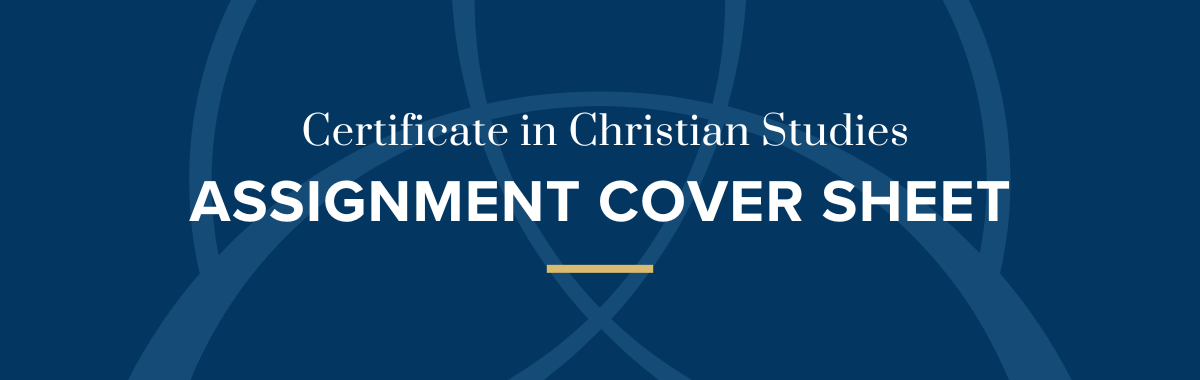 Certificate in Christian Studies
ASSIGNMENT COVER SHEET